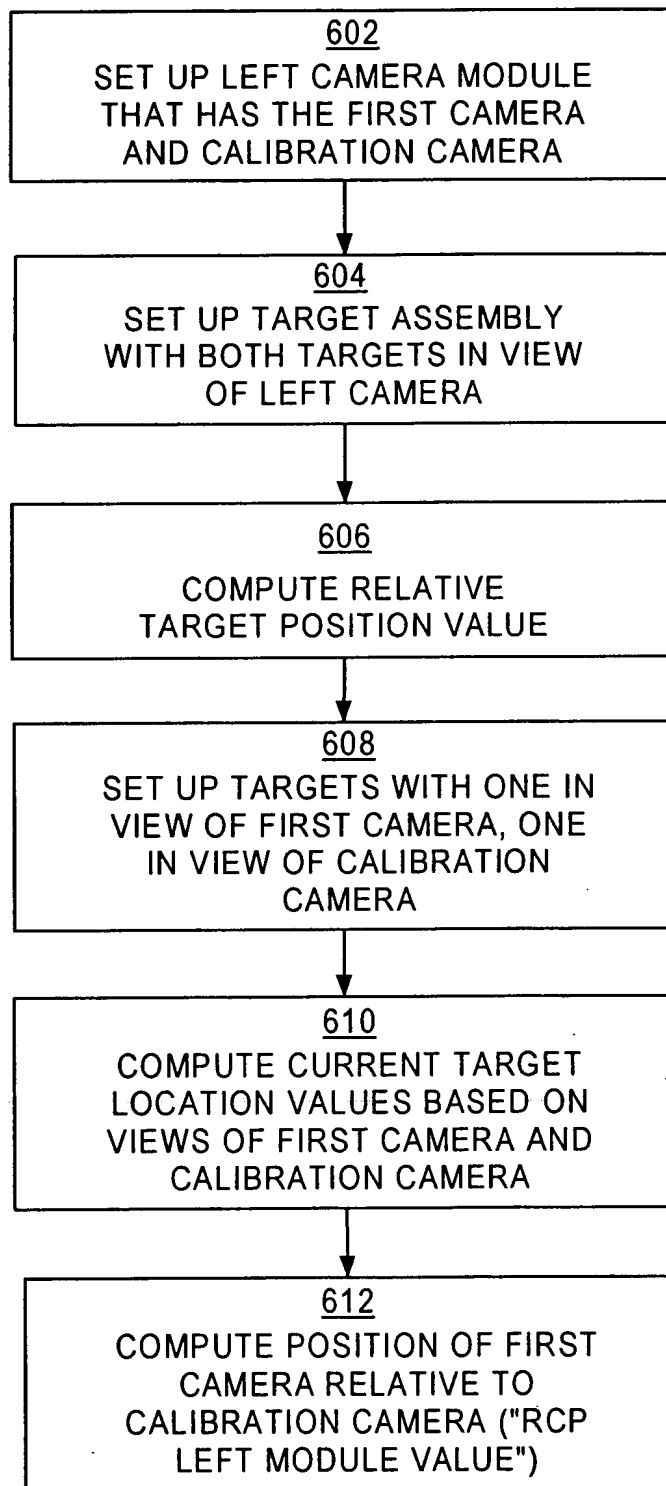 602
SET UP LEFT CAMERA MODULE
THAT HAS THE FIRST CAMERA
AND CALIBRATION CAMERA
604
SET UP TARGET ASSEMBLY
WITH BOTH TARGETS IN VIEW
OF LEFT CAMERA
606
COMPUTE RELATIVE
TARGET POSITION VALUE
608
SET UP TARGETS WITH ONE IN
VIEW OF FIRST CAMERA, ONE
IN VIEW OF CALIBRATION
CAMERA
610
COMPUTE CURRENT TARGET
LOCATION VALUES BASED ON
VIEWS OF FIRST CAMERA AND
CALIBRATION CAMERA
612
COMPUTE POSITION OF FIRST
CAMERA RELATIVE TO
CALIBRATION CAMERA ("RCP
LEFT MODULE VALUE")